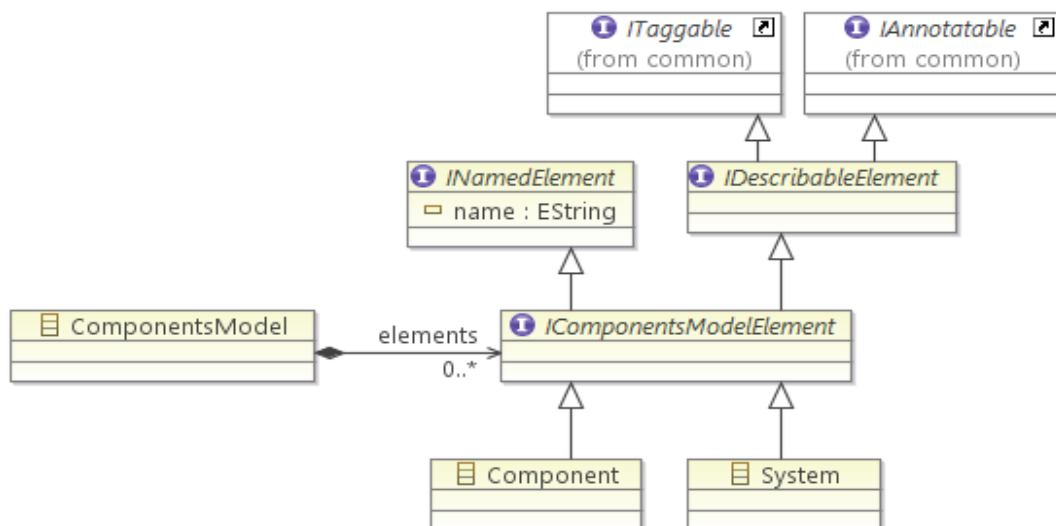 ITaggable
(from common)
IAnnotatable
(from common)
INamedElement
name : EString
IDescribableElement
ComponentsModel
elements
0..*
IComponentsModelElement
Component
System